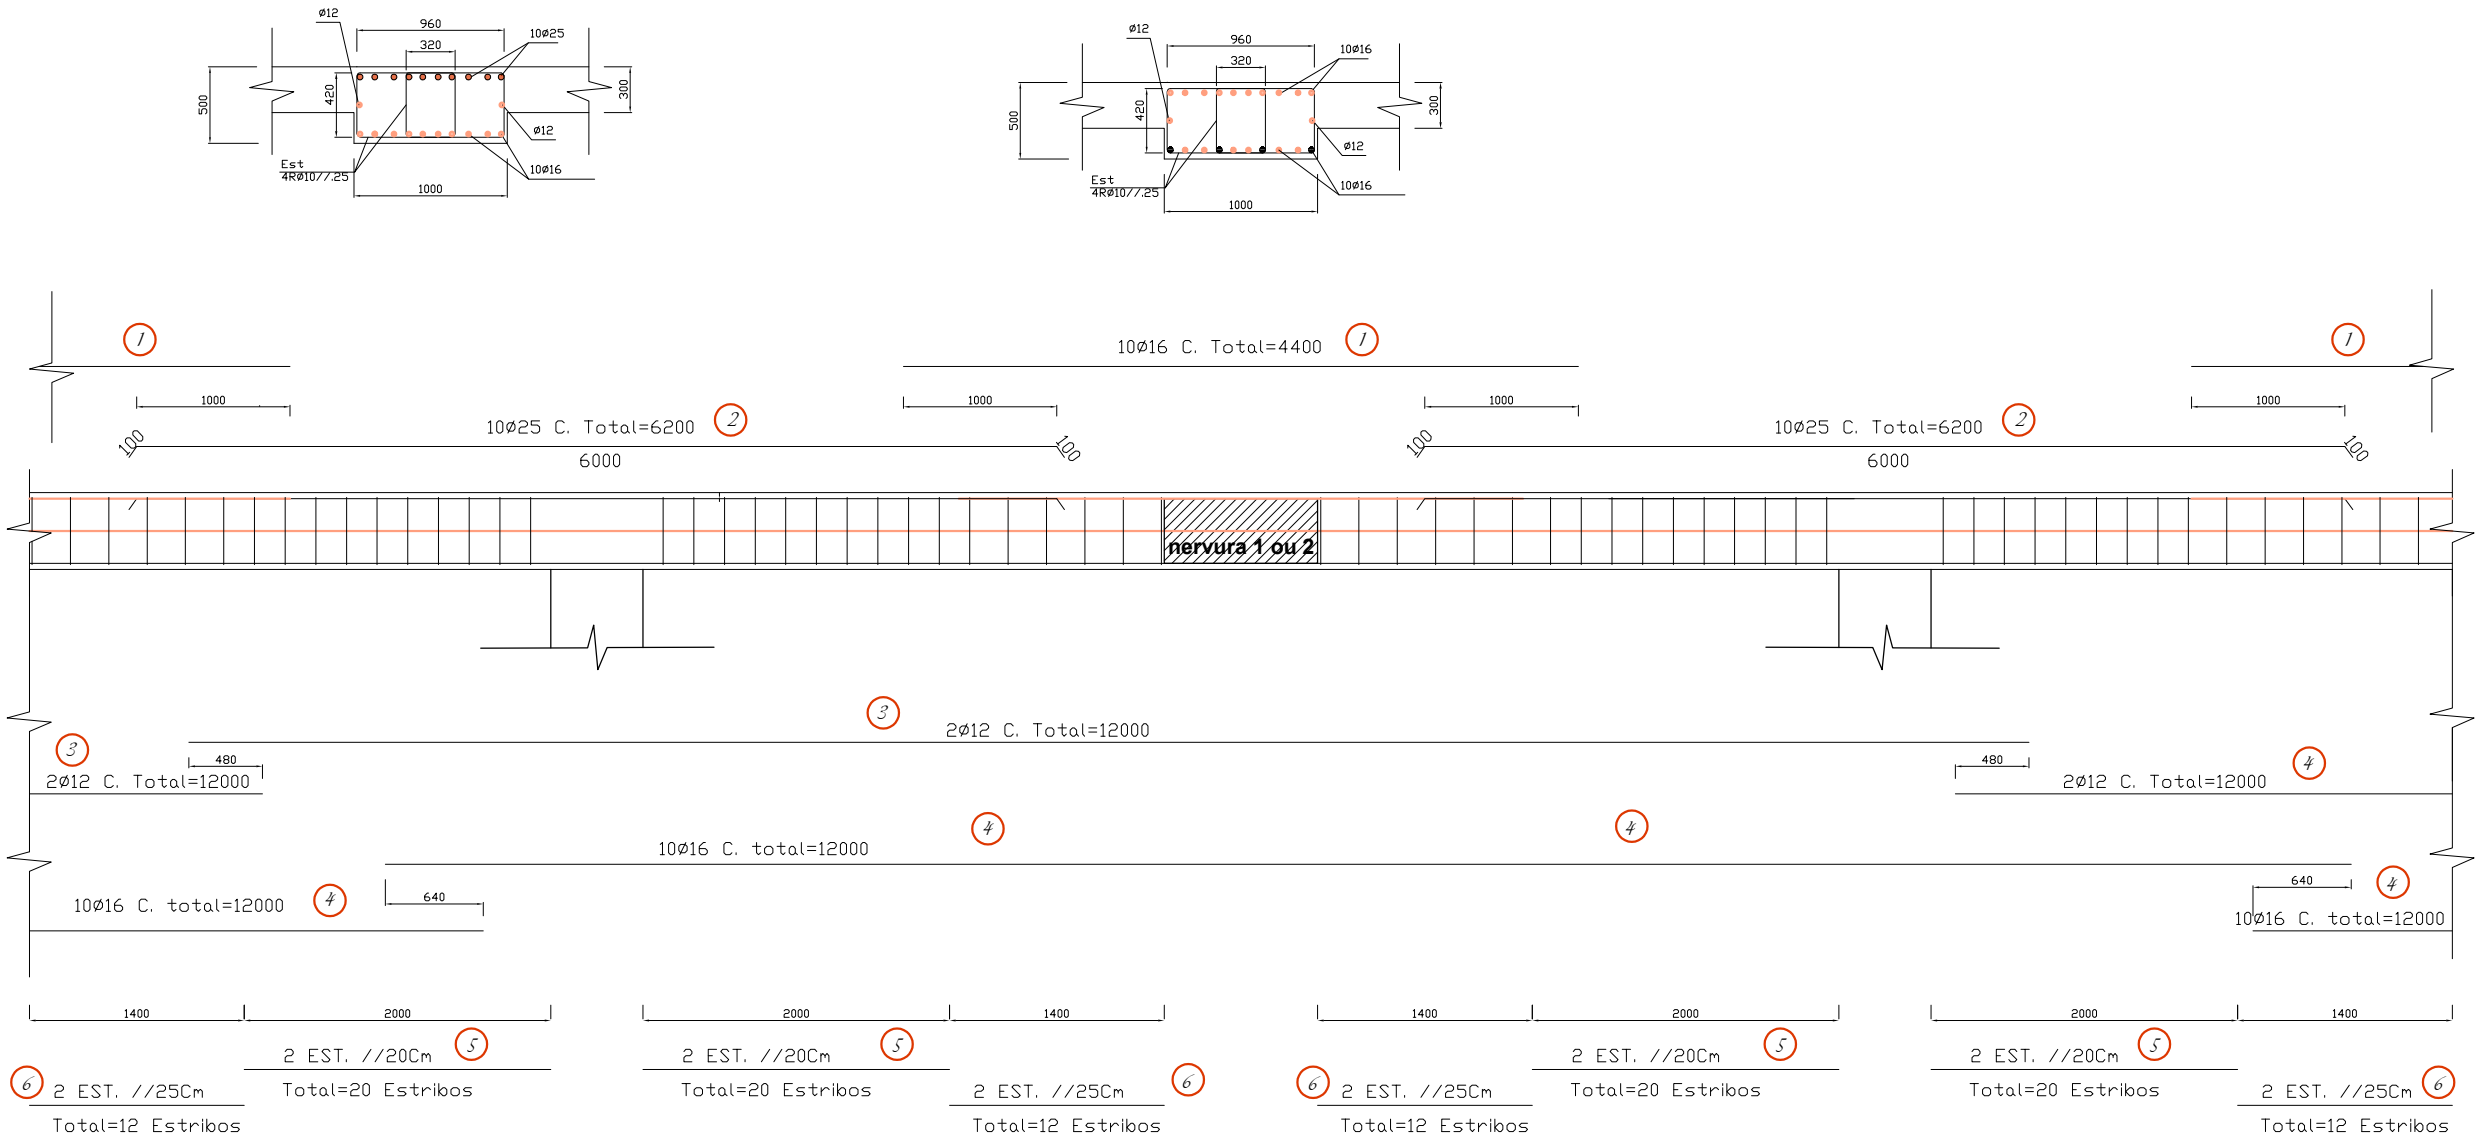 Ø12
960
10Ø25
320
500
420
300
Ø12
Est
4RØ10//.25
10Ø16
1000
Ø12
960
10Ø16
320
500
420
300
Ø12
Est
4RØ10//.25
10Ø16
1000
1
10Ø16 C. Total=4400
1
1
1000
1000
1000
1000
10Ø25 C. Total=6200
2
10Ø25 C. Total=6200
2
100
6000
100
100
6000
100
nervura 1 ou 2
3
2Ø12 C. Total=12000
3
480
2Ø12 C. Total=12000
480
4
2Ø12 C. Total=12000
10Ø16 C. total=12000
4
4
640
10Ø16 C. total=12000
4
640
4
10Ø16 C. total=12000
1400
2000
2000
1400
1400
2000
2000
1400
2 EST. //20Cm
5
Total=20 Estribos
2 EST. //20Cm
5
Total=20 Estribos
2 EST. //20Cm
5
Total=20 Estribos
2 EST. //20Cm
5
Total=20 Estribos
6
2 EST. //25Cm
Total=12 Estribos
2 EST. //25Cm
6
Total=12 Estribos
6
2 EST. //25Cm
Total=12 Estribos
2 EST. //25Cm
6
Total=12 Estribos